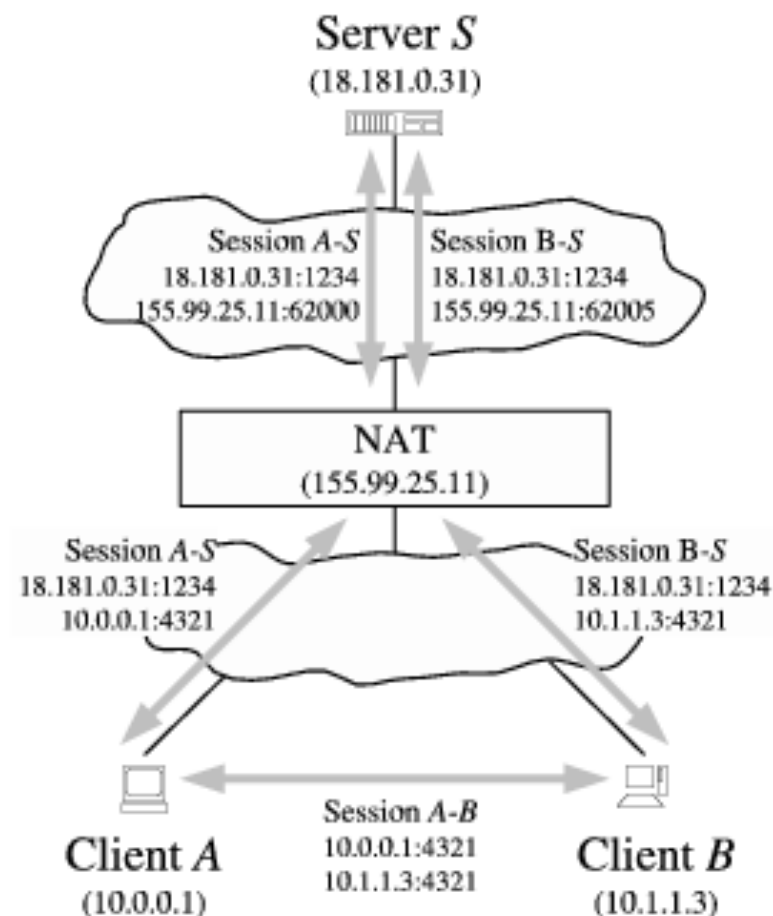 Server S
(18.181.0.31)
Session A-S
18.181.0.31:1234
155.99.25.11:62000
Session B-S
18.181.0.31:1234
155.99.25.11:62005
NAT
(155.99.25.11)
Session A-S
18.181.0.31:1234
10.0.0.1:4321
Session B-S
18.181.0.31:1234
10.1.1.3:4321
Session A-B
10.0.0.1:4321
10.1.1.3:4321
Client A
(10.0.0.1)
Client B
(10.1.1.3)